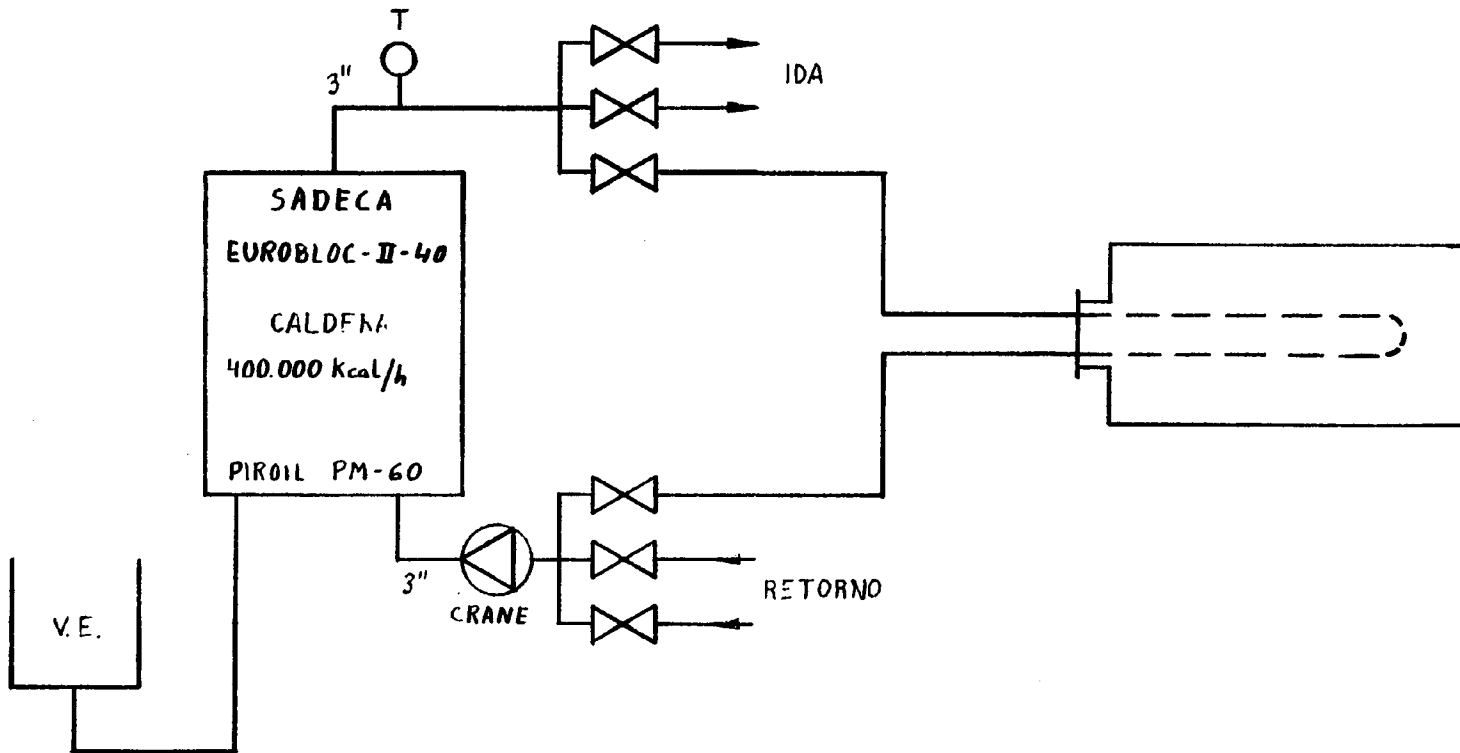 T
3"
IDA
SADECA
EUROBLOC-II-40
CALDERA
400.000 kcal/h
PIROIL PM-60
3"
CRANE
RETORNO
V.E.